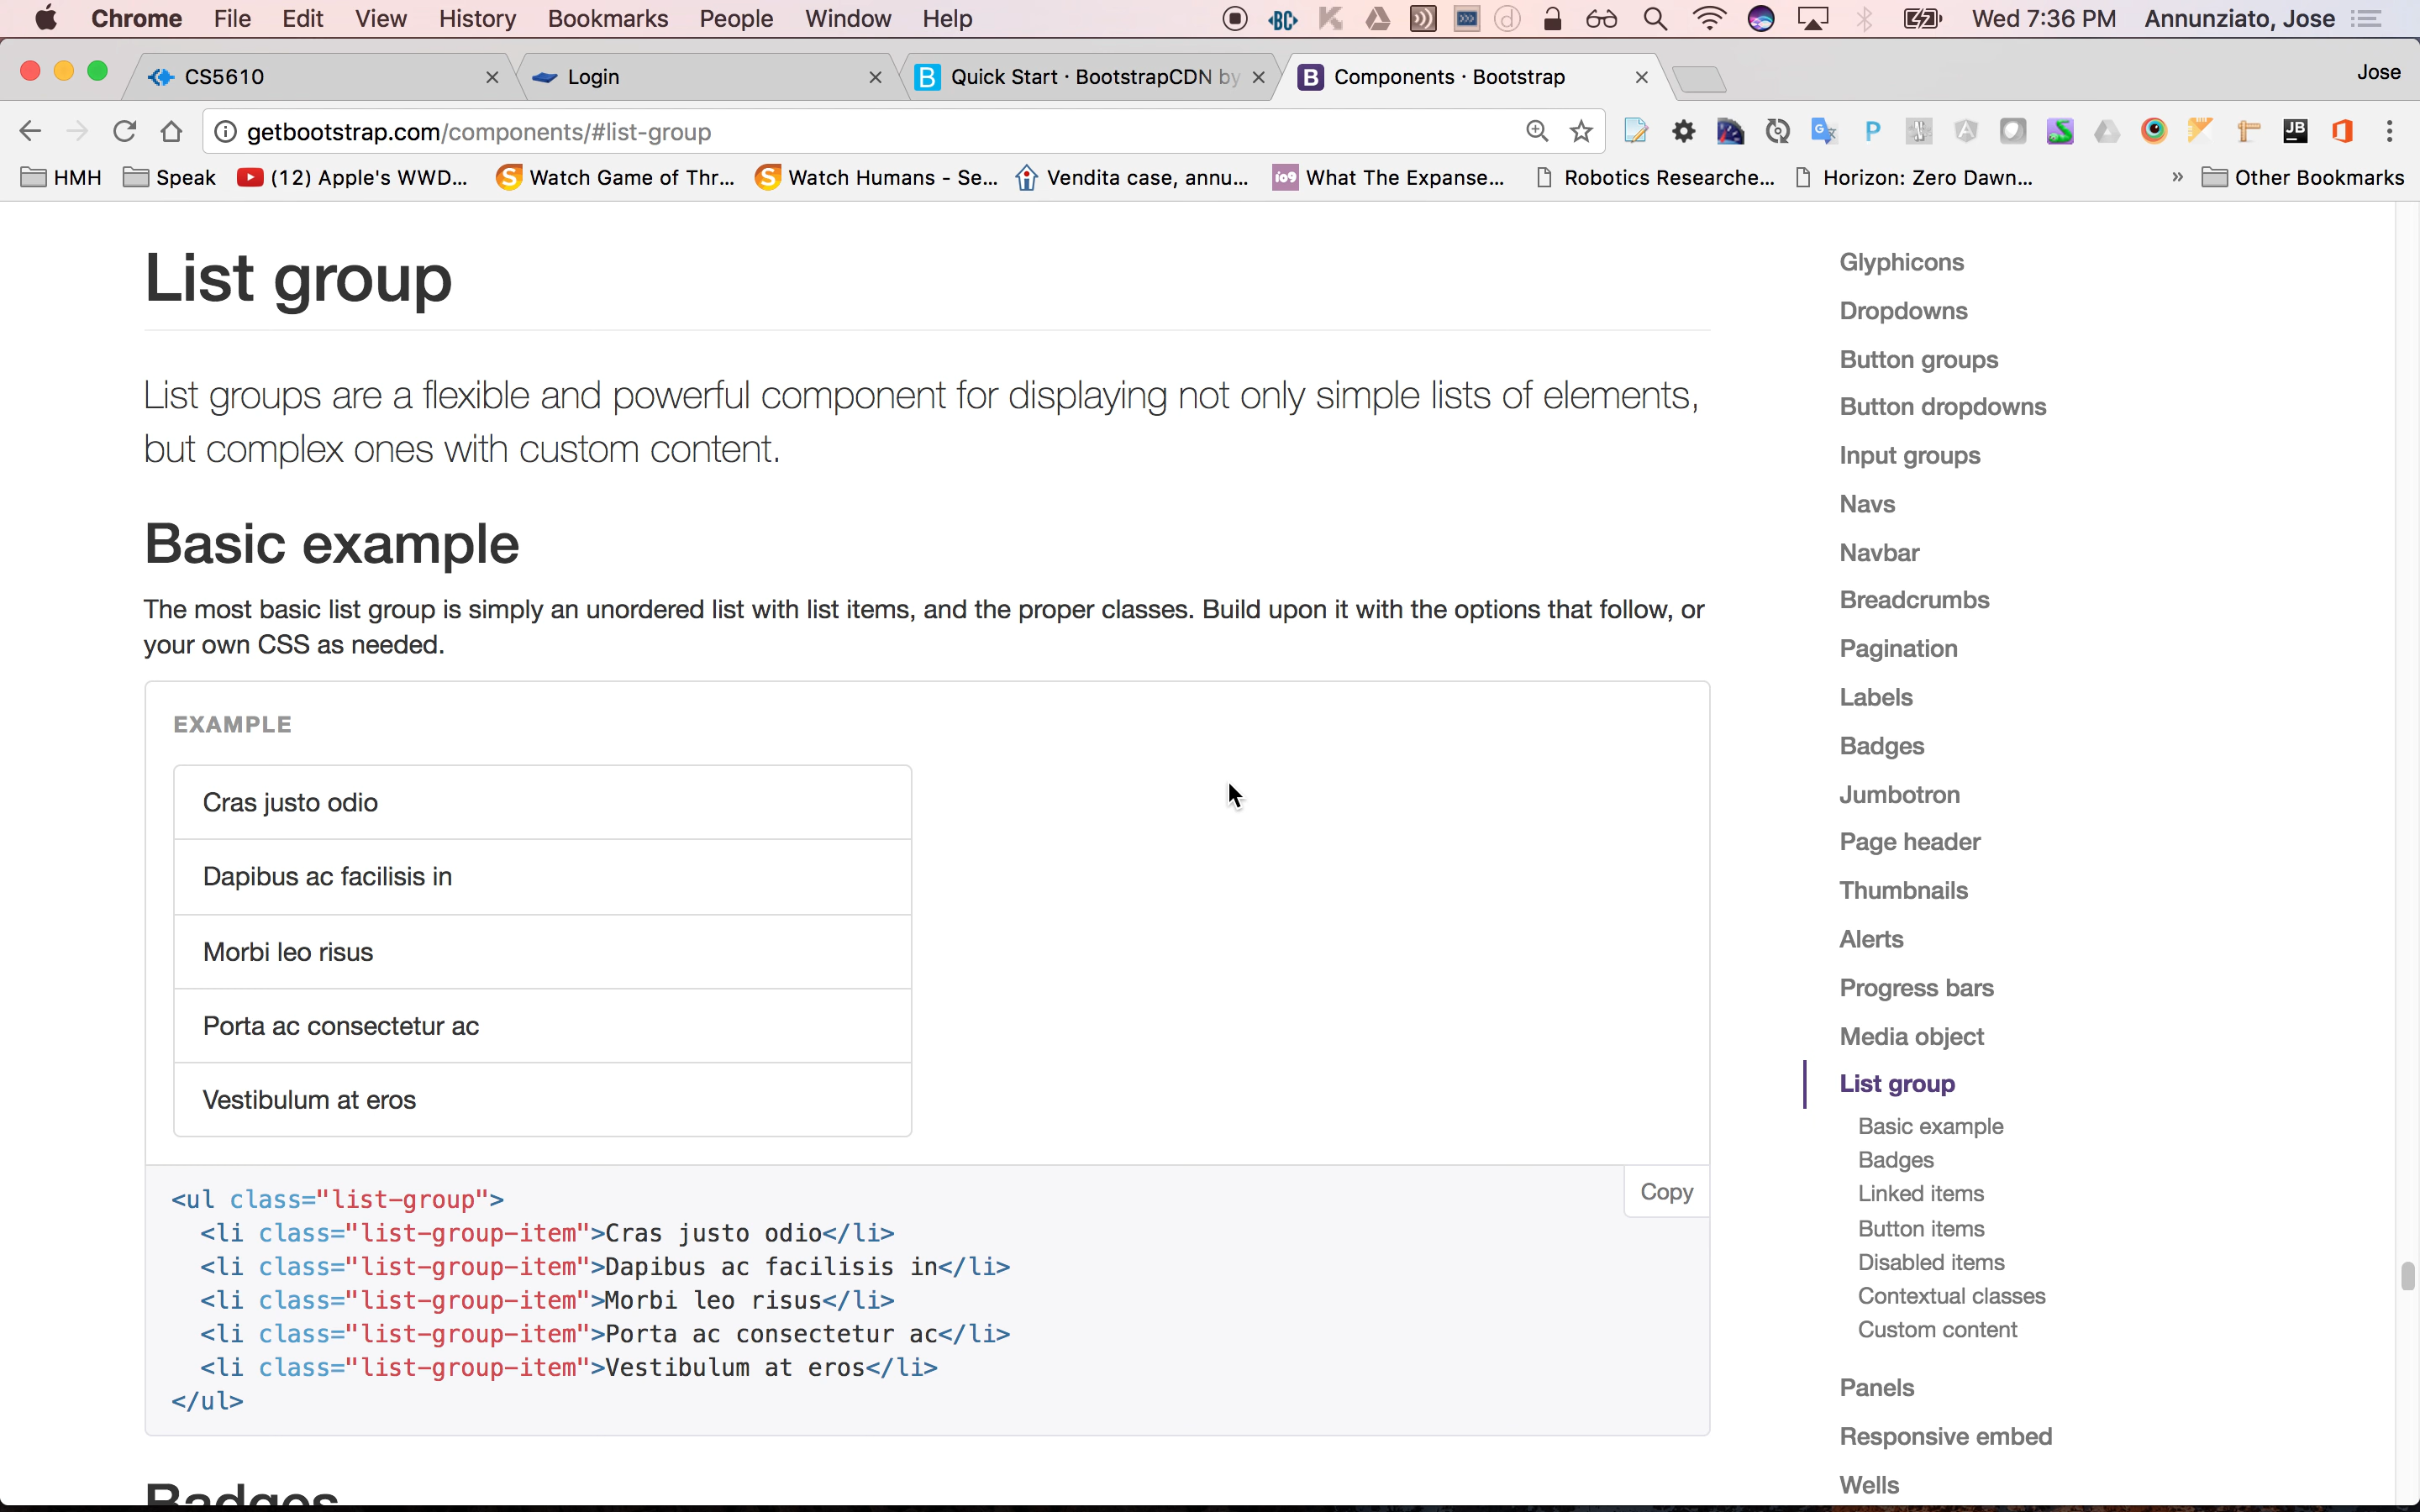 Chrome File Edit View History Bookmarks People Window Help Wed 7:36 PM Annunziato, Jose
CS5610 Login Quick Start · BootstrapCDN by Components · Bootstrap Jose
getbootstrap.com/components/#list-group
HMH Speak (12) Apple's WWD... Watch Game of Thr... Watch Humans - Se... Vendita case, annu... What The Expanse... Robotics Researche... Horizon: Zero Dawn... » Other Bookmarks
List group
List groups are a flexible and powerful component for displaying not only simple lists of elements,
but complex ones with custom content.
Basic example
The most basic list group is simply an unordered list with list items, and the proper classes. Build upon it with the options that follow, or
your own CSS as needed.
EXAMPLE
Cras justo odio
Dapibus ac facilisis in
Morbi leo risus
Porta ac consectetur ac
Vestibulum at eros
Copy
<ul class="list-group">
  <li class="list-group-item">Cras justo odio</li>
  <li class="list-group-item">Dapibus ac facilisis in</li>
  <li class="list-group-item">Morbi leo risus</li>
  <li class="list-group-item">Porta ac consectetur ac</li>
  <li class="list-group-item">Vestibulum at eros</li>
</ul>
Badges
Glyphicons
Dropdowns
Button groups
Button dropdowns
Input groups
Navs
Navbar
Breadcrumbs
Pagination
Labels
Badges
Jumbotron
Page header
Thumbnails
Alerts
Progress bars
Media object
List group
Basic example
Badges
Linked items
Button items
Disabled items
Contextual classes
Custom content
Panels
Responsive embed
Wells